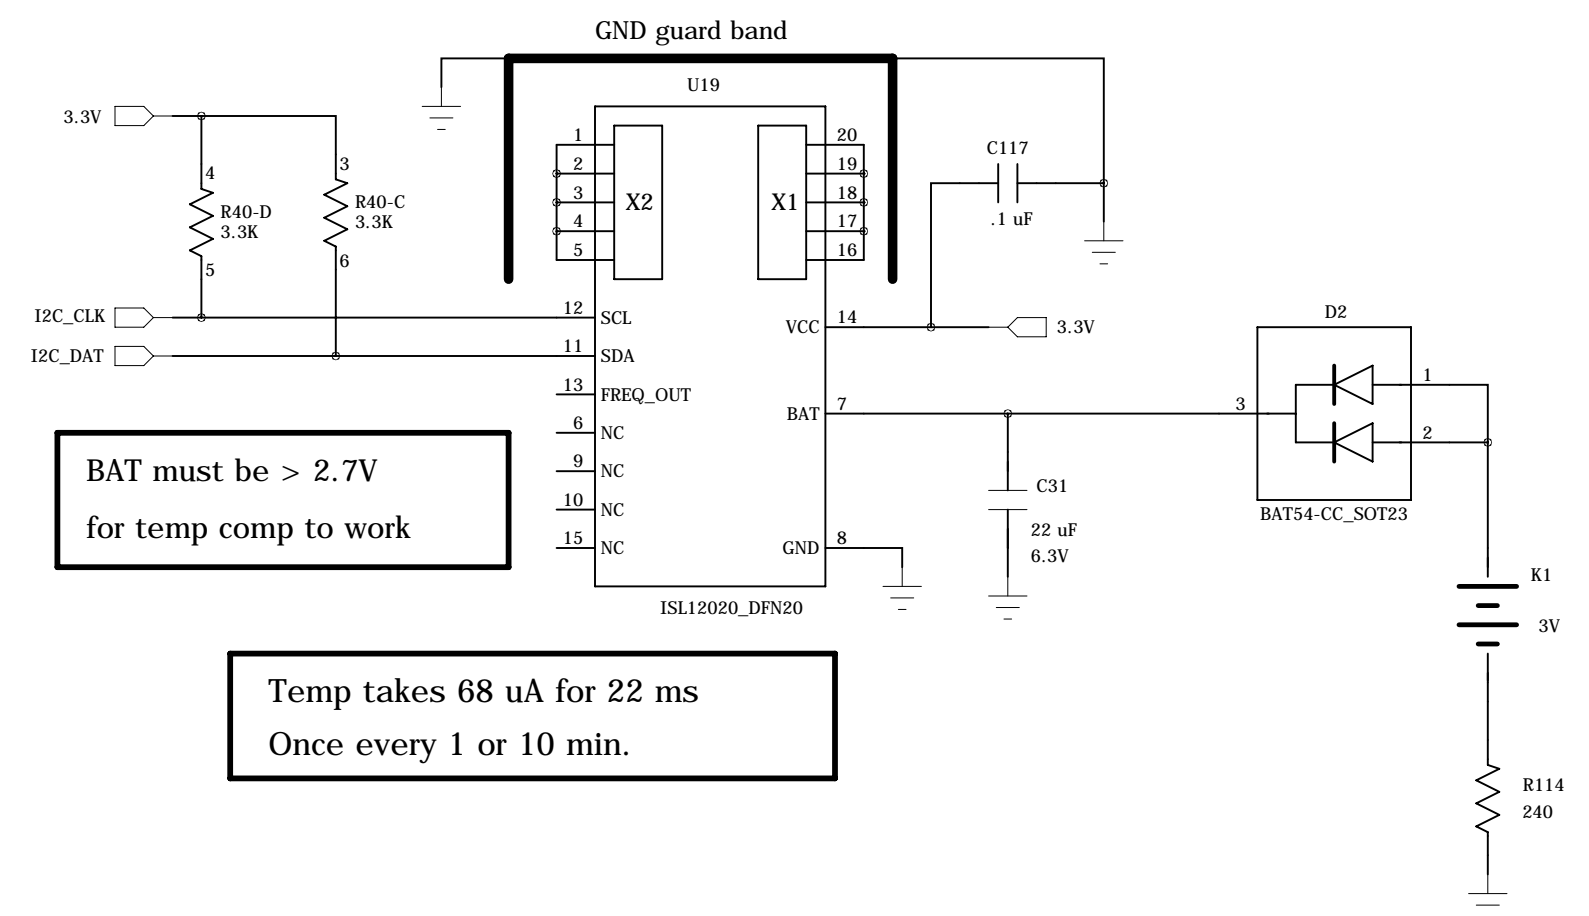 GND guard band
U19
3.3V
1
2
3
4
5
X2
X1
20
19
18
17
16
C117
.1 uF
4
R40-D
3.3K
5
3
R40-C
3.3K
6
I2C_CLK
12
SCL
I2C_DAT
11
SDA
13
FREQ_OUT
6
NC
9
NC
10
NC
15
NC
VCC
14
3.3V
BAT
7
GND
8
ISL12020_DFN20
C31
22 uF
6.3V
D2
3
1
2
BAT54-CC_SOT23
K1
3V
R114
240
BAT must be > 2.7V
for temp comp to work
Temp takes 68 uA for 22 ms
Once every 1 or 10 min.